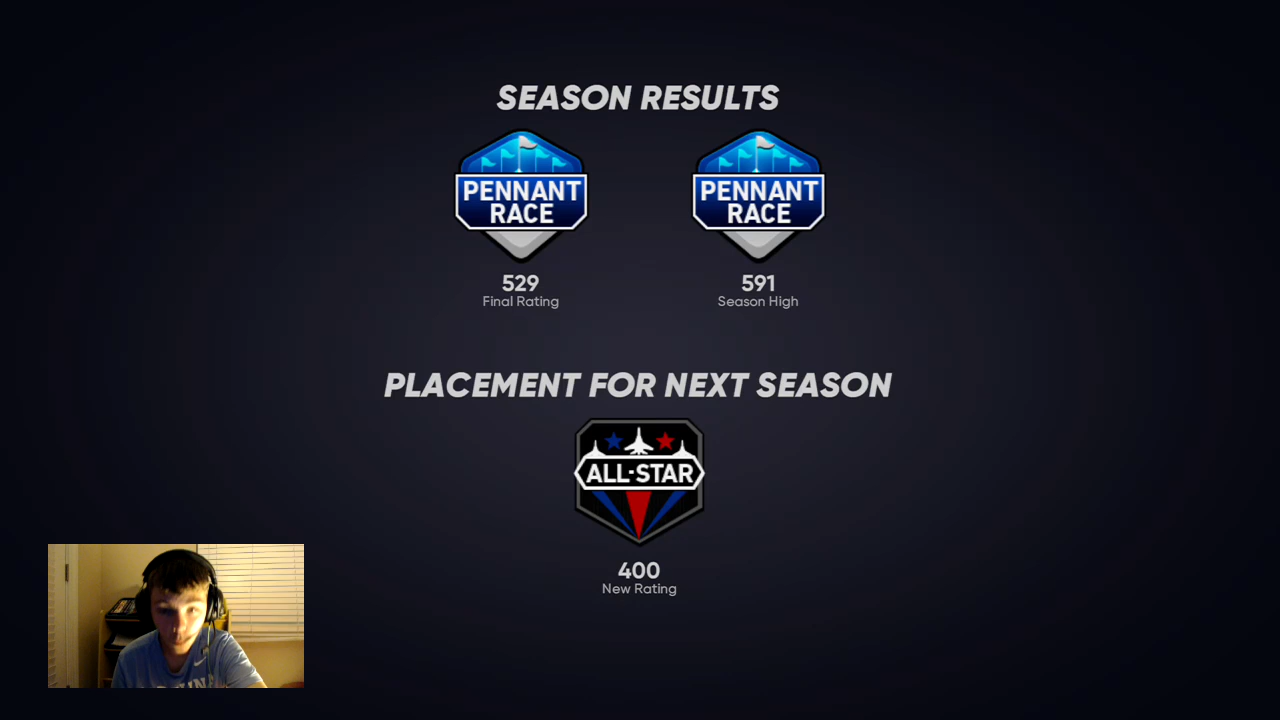 SEASON RESULTS
PENNANT
RACE
529
Final Rating
PENNANT
RACE
591
Season High
PLACEMENT FOR NEXT SEASON
ALL-STAR
400
New Rating